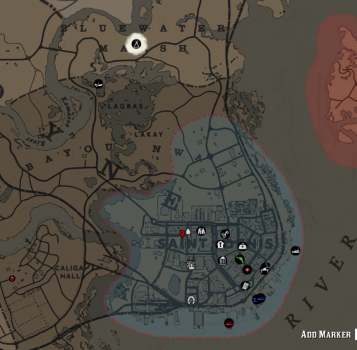 BLUEWATER
MARSH
LAGRAS
LAKAY
BAYOU NWA
SAINT DENIS
CALIGA
HALL
RIVER
ADD MARKER